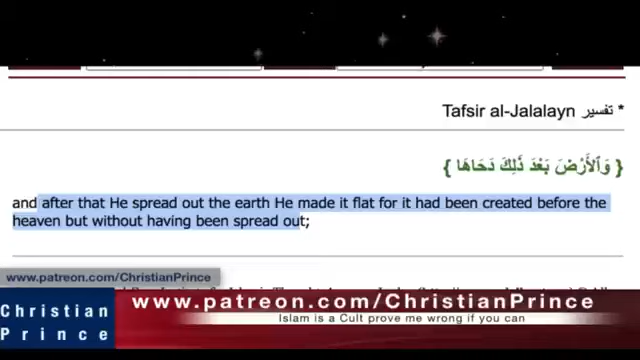 * تفسير Tafsir al-Jalalayn
{ وَٱلأَرْضَ بَعْدَ ذَٰلِكَ دَحَاهَا }
and after that He spread out the earth He made it flat for it had been created before the
heaven but without having been spread out;
www.patreon.com/ChristianPrince
Christian
Prince
www.patreon.com/ChristianPrince
Islam is a Cult prove me wrong if you can